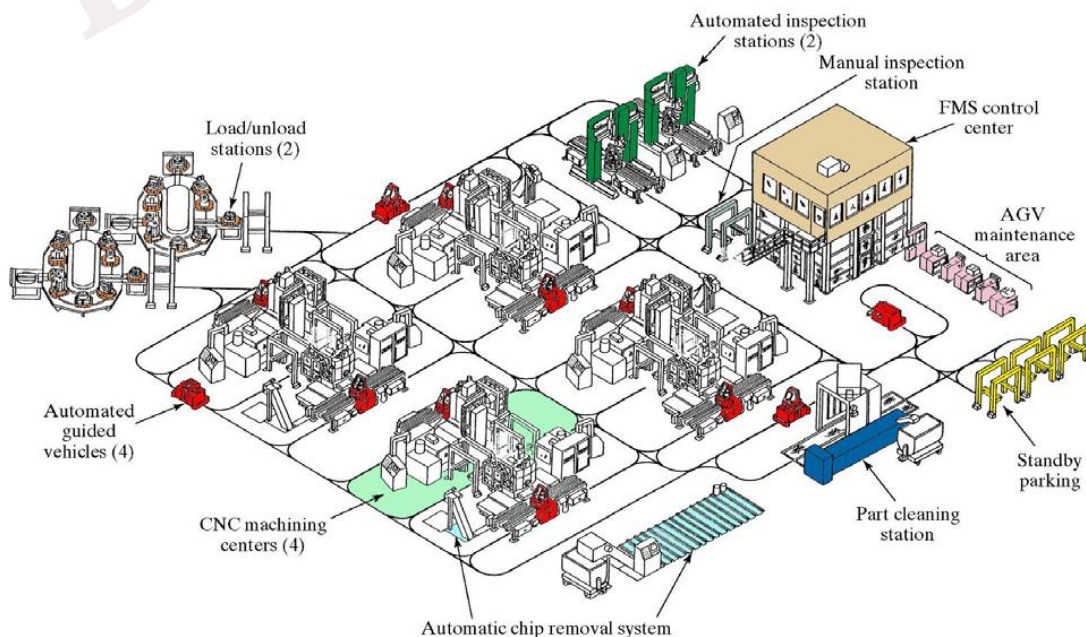 Automated inspection
stations (2)
Manual inspection
station
FMS control
center
Load/unload
stations (2)
AGV
maintenance
area
Automated
guided
vehicles (4)
CNC machining
centers (4)
Standby
parking
Part cleaning
station
Automatic chip removal system